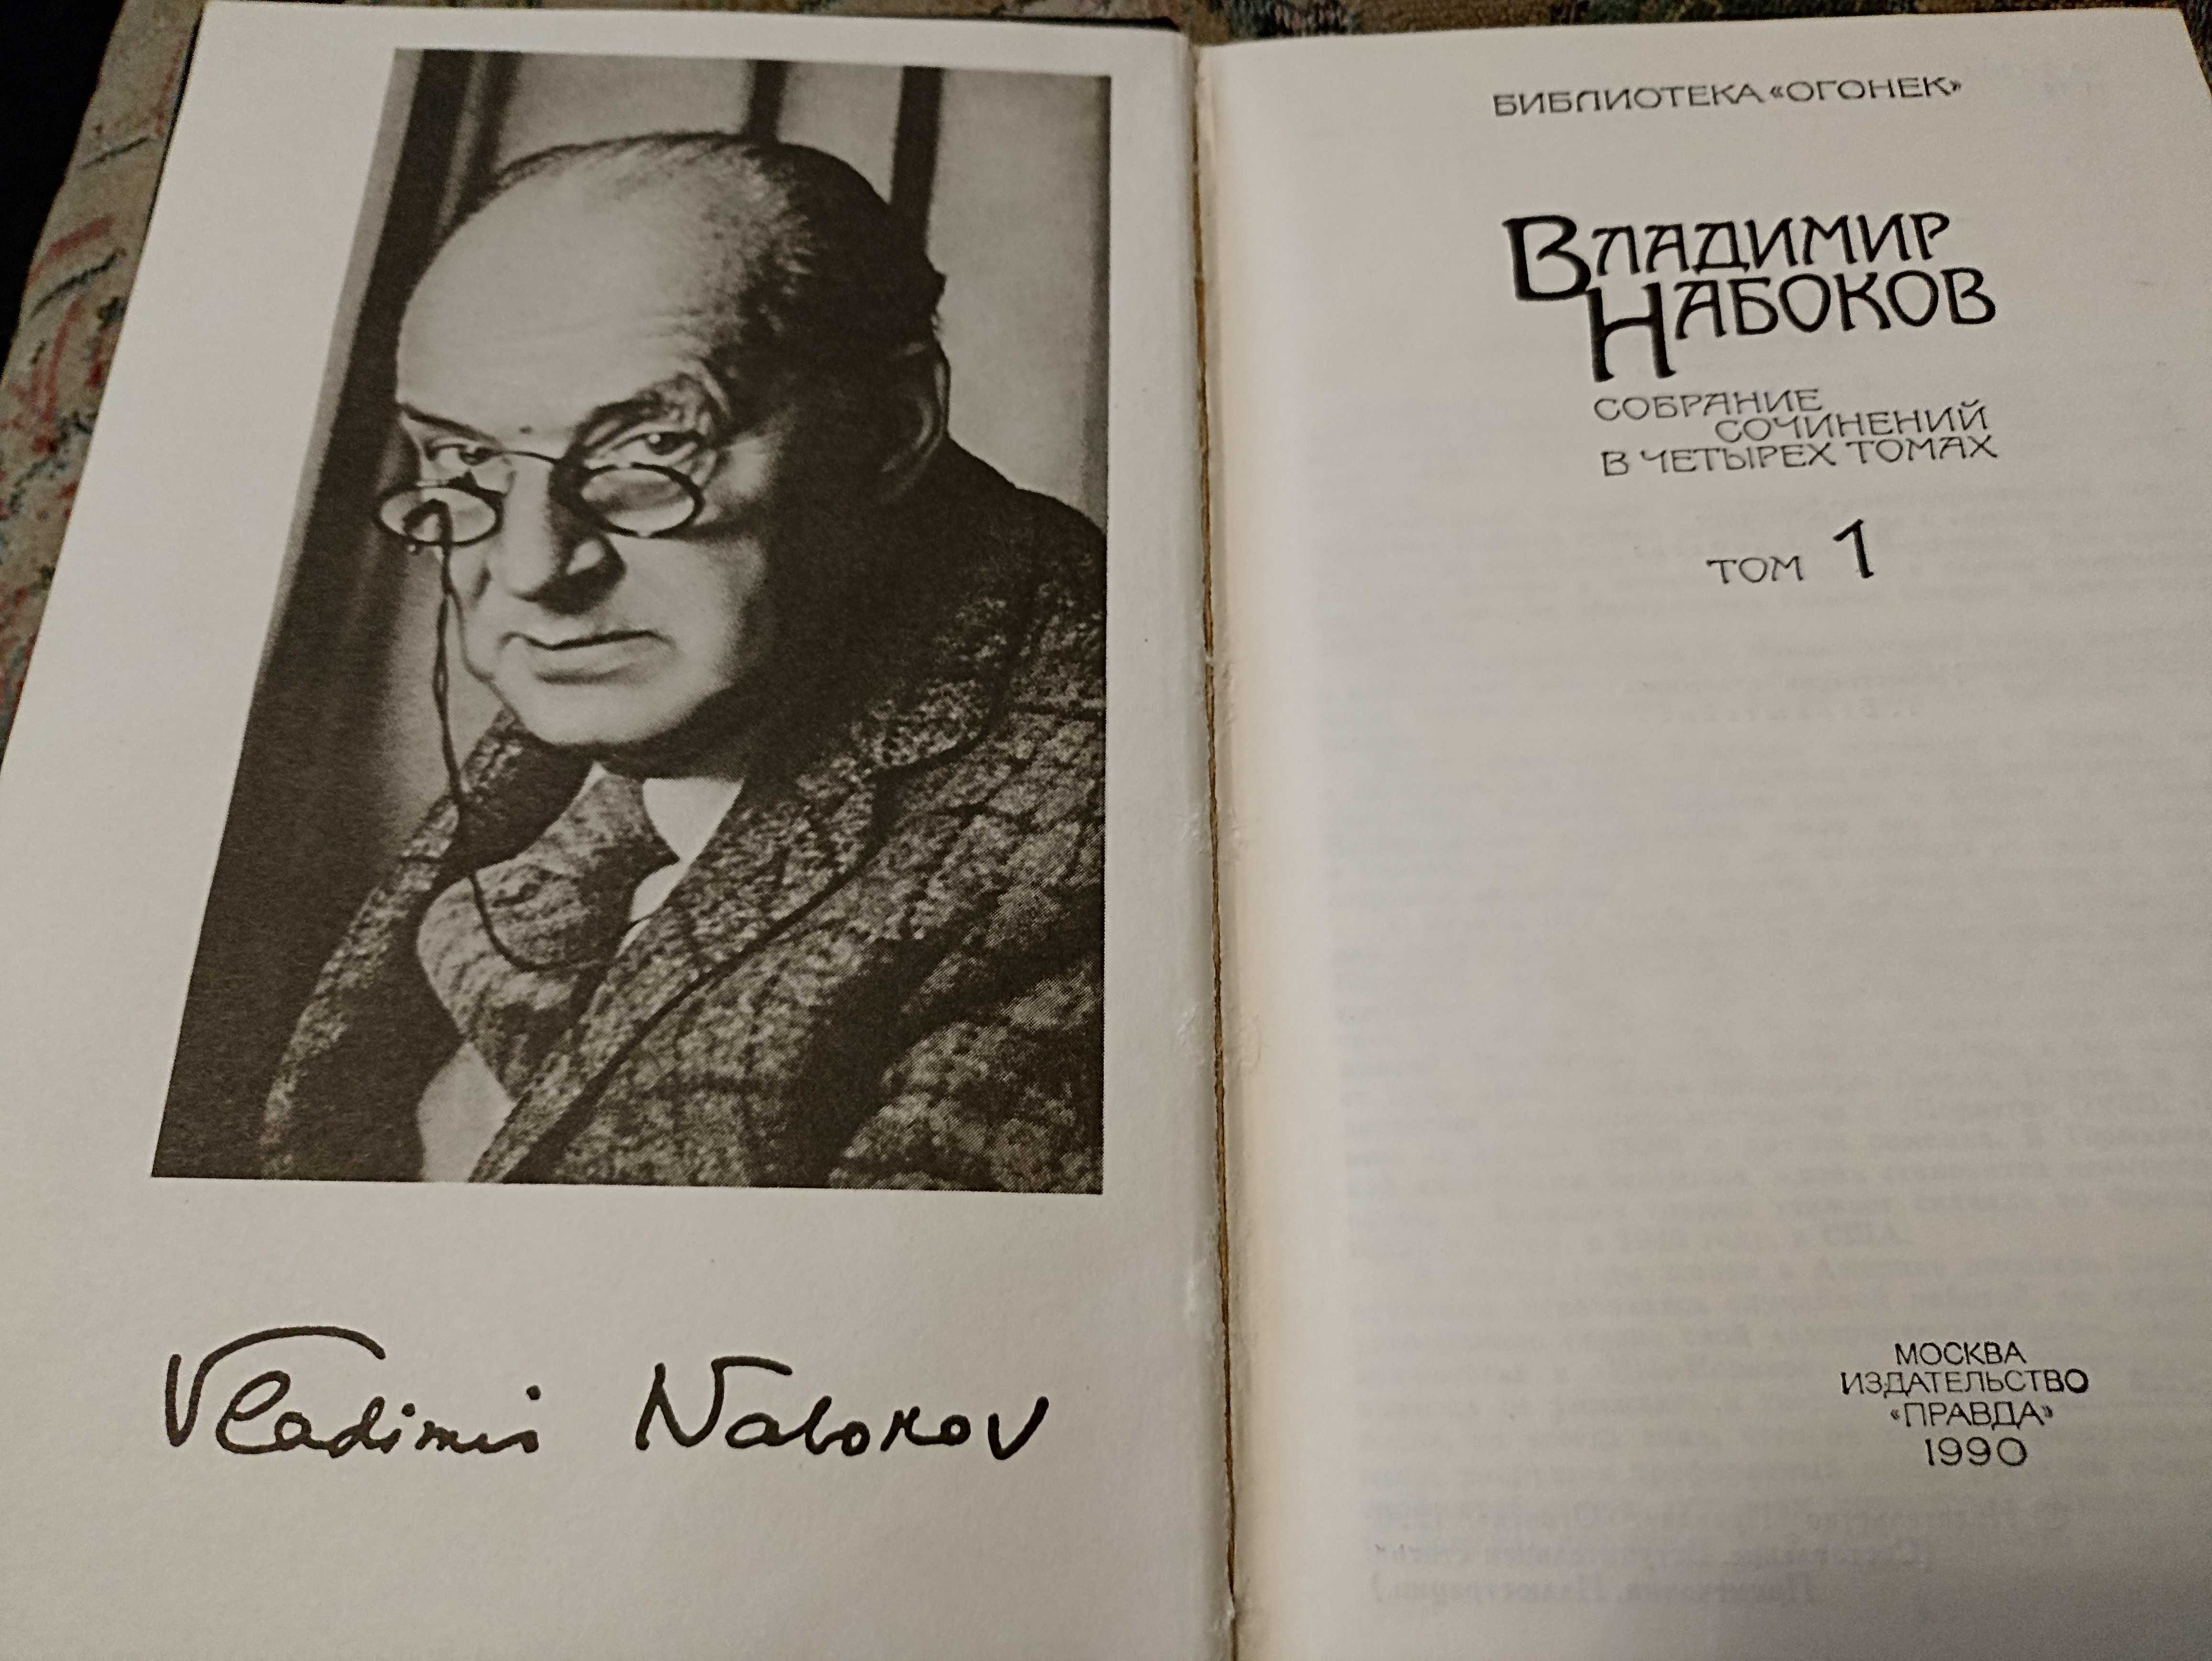 Vladimir Nabokov
БИБЛИОТЕКА «ОГОНЕК»
ВЛАДИМИР
НАБОКОВ
СОБРАНИЕ
СОЧИНЕНИЙ
В ЧЕТЫРЕХ ТОМАХ
ТОМ 1
МОСКВА
ИЗДАТЕЛЬСТВО
«ПРАВДА»
1990